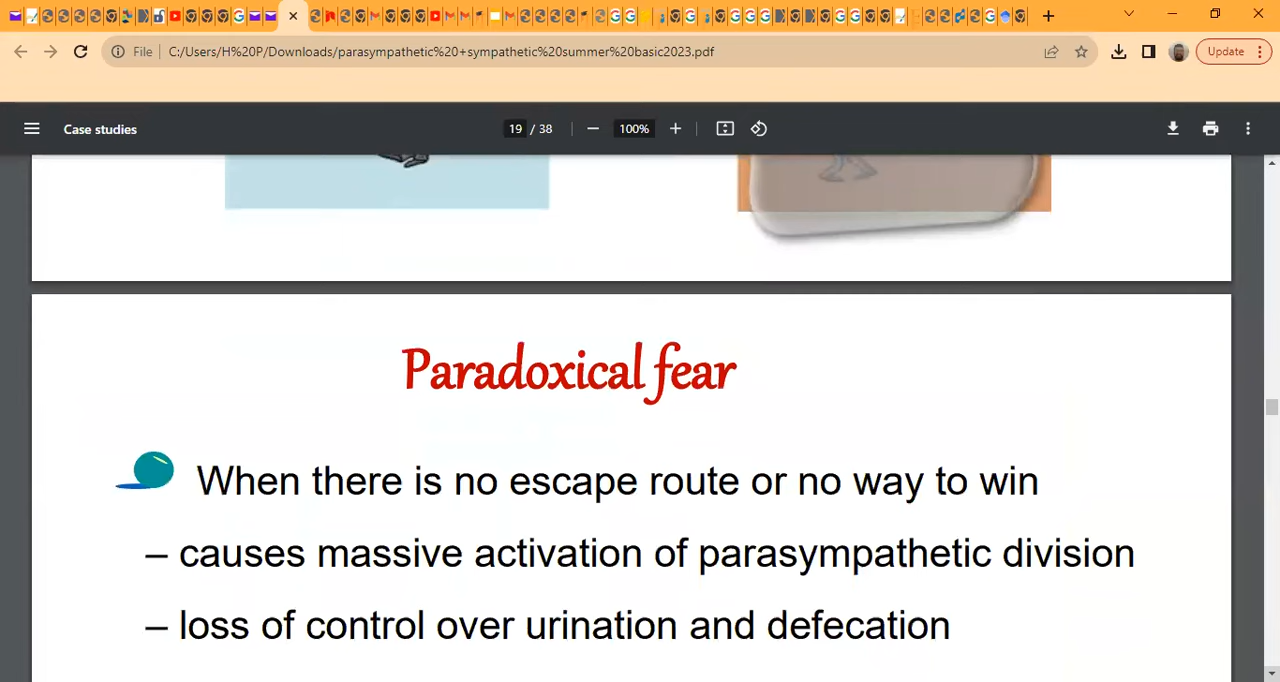 File
C:/Users/H%20P/Downloads/parasympathetic%20+sympathetic%20summer%20basic2023.pdf
Update
Case studies
19 / 38
100%
Paradoxical fear
When there is no escape route or no way to win
– causes massive activation of parasympathetic division
– loss of control over urination and defecation